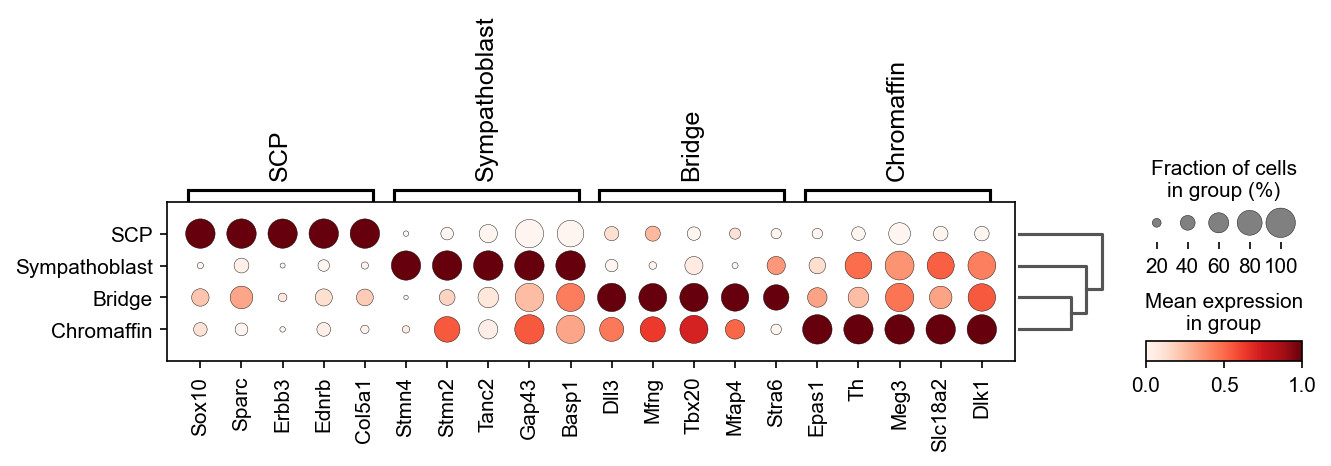 SCP
Sympathoblast
Bridge
Chromaffin
SCP
Sympathoblast
Bridge
Chromaffin
Sox10
Sparc
Erbb3
Ednrb
Col5a1
Stmn4
Stmn2
Tanc2
Gap43
Basp1
Dll3
Mfng
Tbx20
Mfap4
Stra6
Epas1
Th
Meg3
Slc18a2
Dlk1
Fraction of cells
in group (%)
20 40 60 80 100
Mean expression
in group
0.0 0.5 1.0